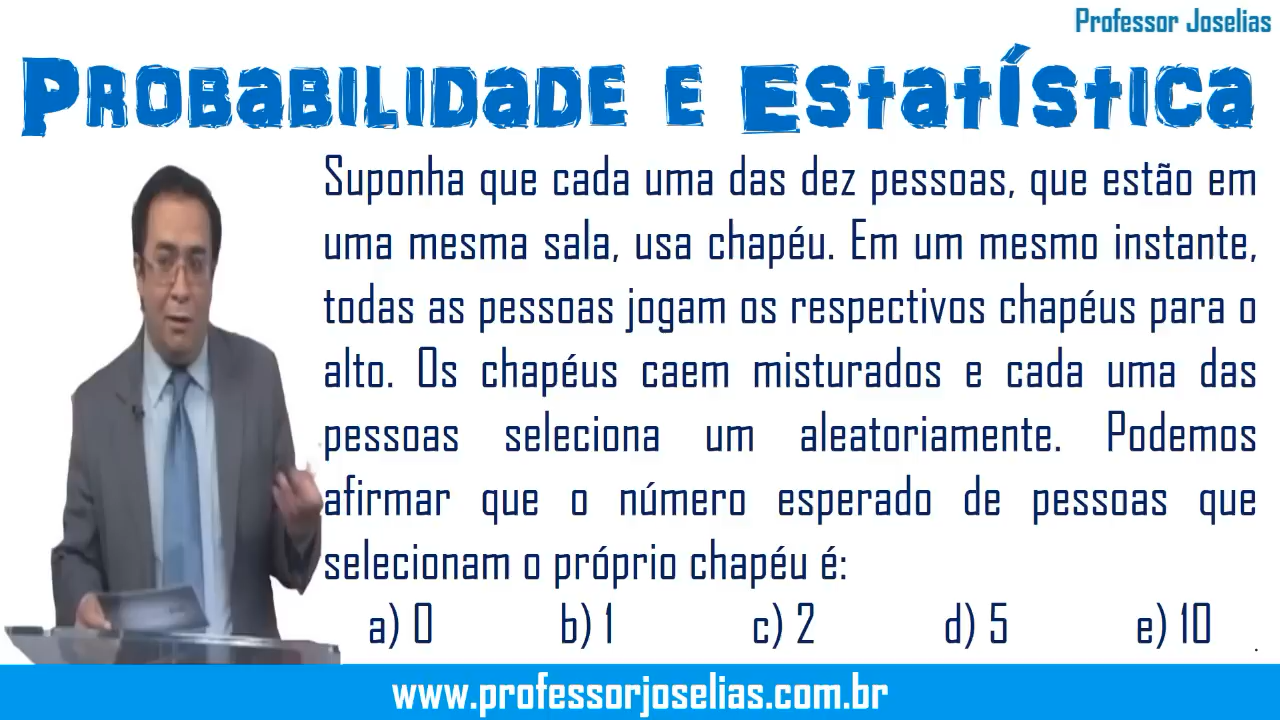 Professor Joselias
Probabilidade e Estatística
Suponha que cada uma das dez pessoas, que estão em
uma mesma sala, usa chapéu. Em um mesmo instante,
todas as pessoas jogam os respectivos chapéus para o
alto. Os chapéus caem misturados e cada uma das
pessoas seleciona um aleatoriamente. Podemos
afirmar que o número esperado de pessoas que
selecionam o próprio chapéu é:
a) 0 b) 1 c) 2 d) 5 e) 10 .
www.professorjoselias.com.br